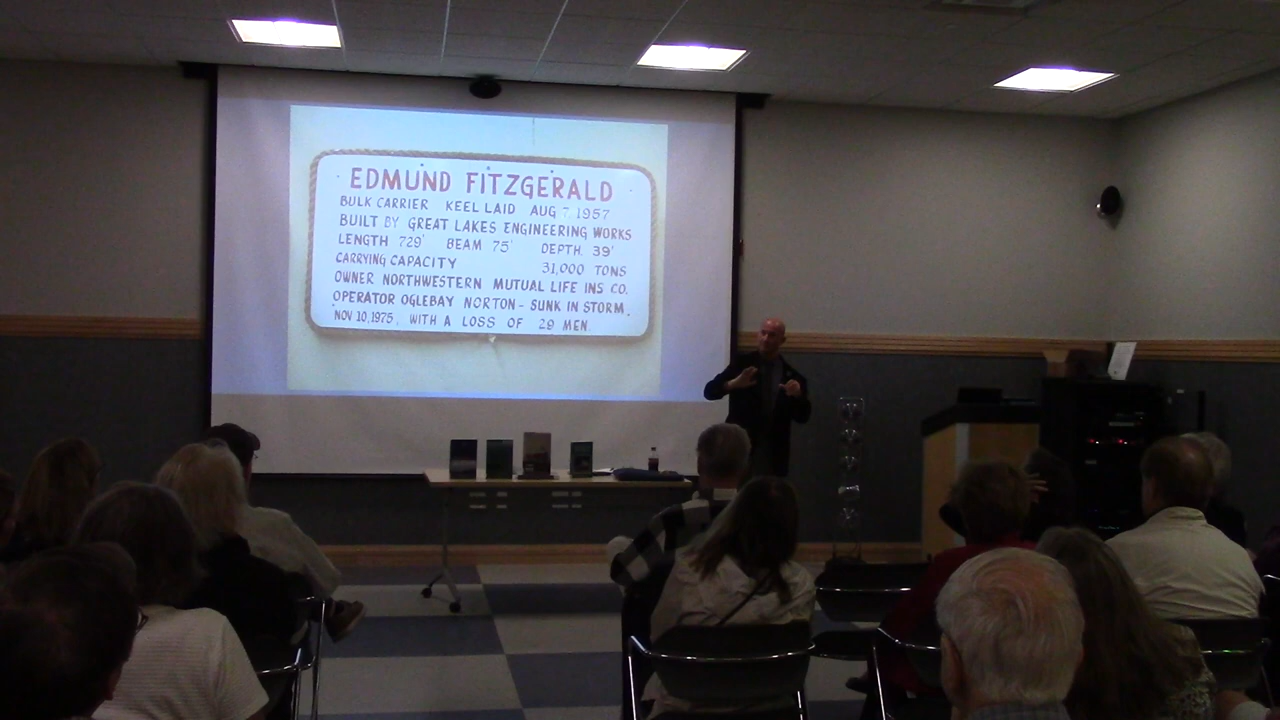 EDMUND FITZGERALD
BULK CARRIER KEEL LAID AUG 7 1957
BUILT BY GREAT LAKES ENGINEERING WORKS
LENGTH 729' BEAM 75' DEPTH. 39'
CARRYING CAPACITY 31,000 TONS
OWNER NORTHWESTERN MUTUAL LIFE INS CO.
OPERATOR OGLEBAY NORTON - SUNK IN STORM.
NOV 10, 1975, WITH A LOSS OF 29 MEN.